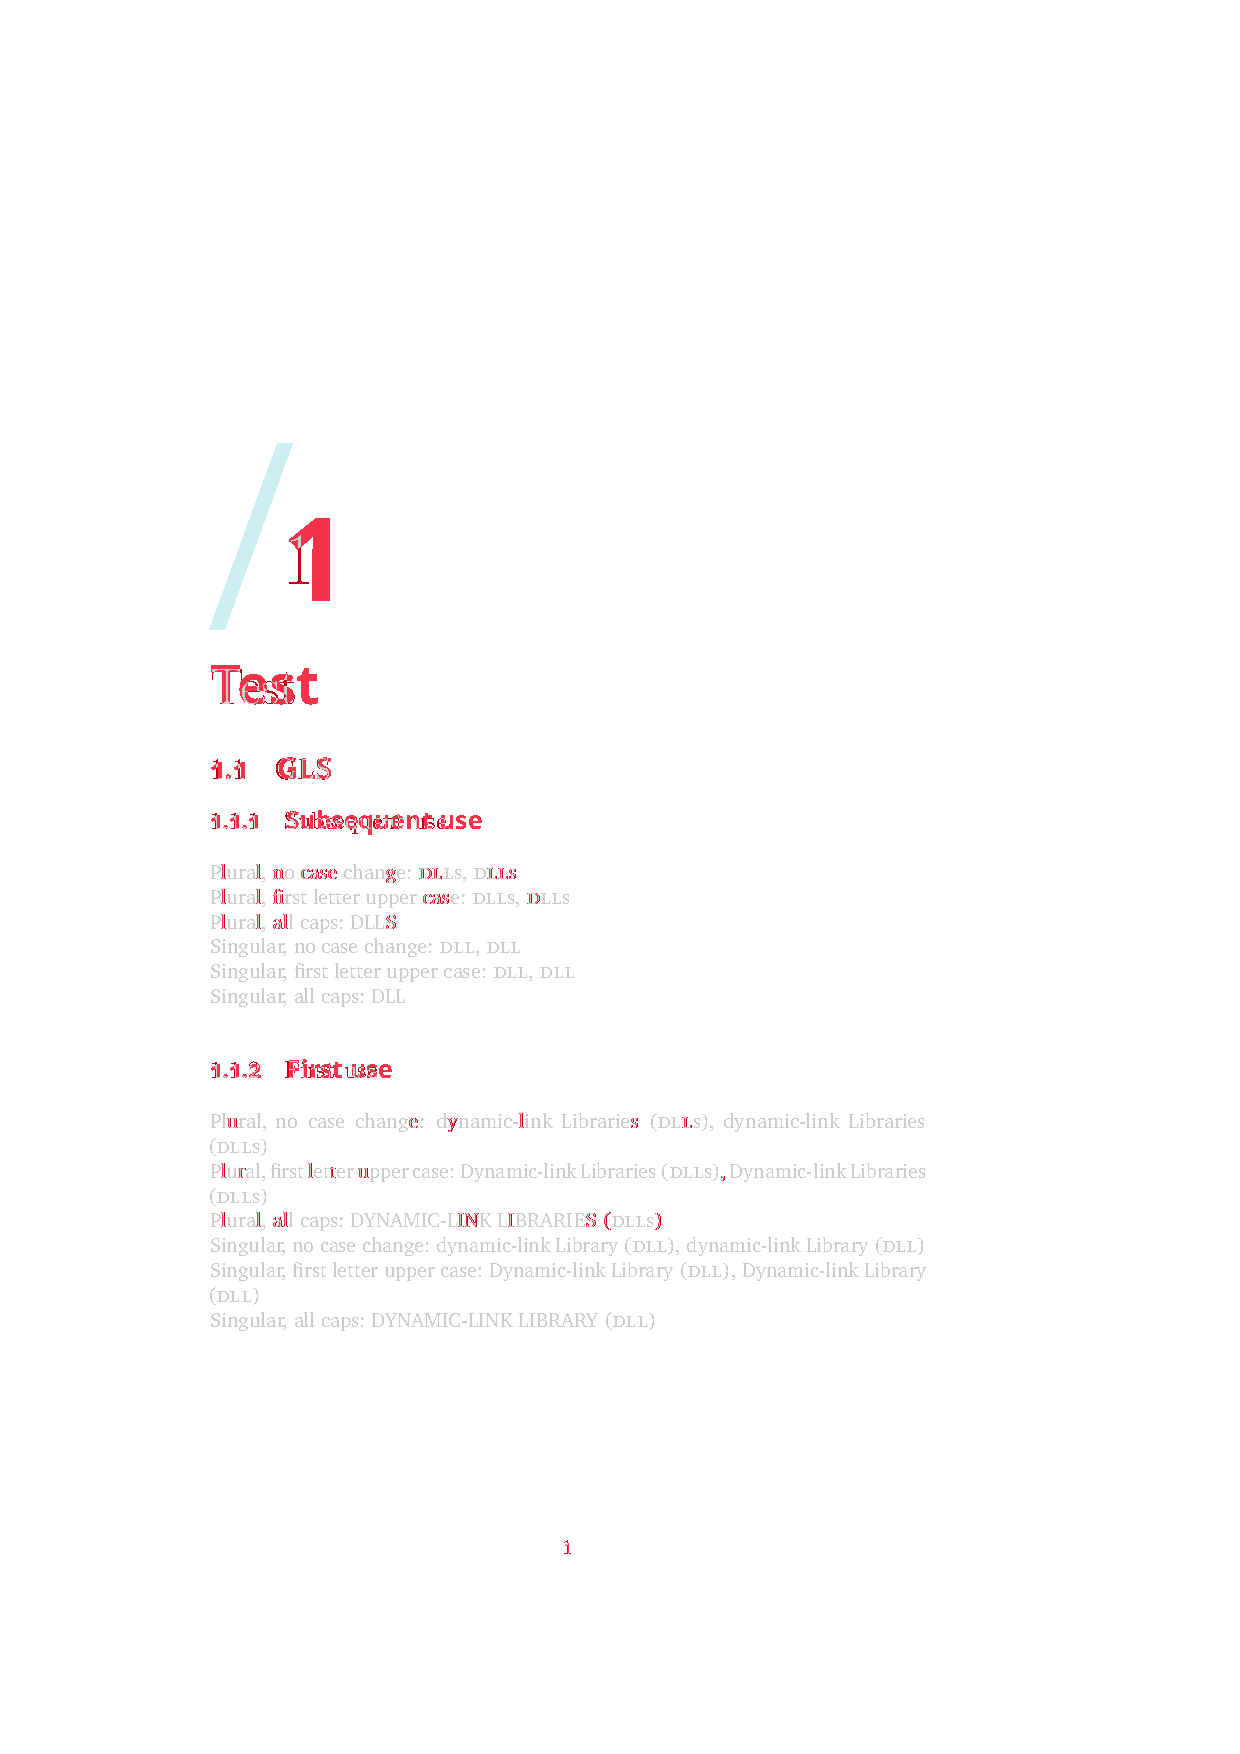 /1
Test
1.1 GLS
1.1.1 Subsequent use
Plural, no case change: DLLs, DLLs
Plural, first letter upper case: DLLs, DLLs
Plural, all caps: DLLS
Singular, no case change: DLL, DLL
Singular, first letter upper case: DLL, DLL
Singular, all caps: DLL
1.1.2 First use
Plural, no case change: dynamic-link Libraries (DLLs), dynamic-link Libraries
(DLLs)
Plural, first letter upper case: Dynamic-link Libraries (DLLs), Dynamic-link Libraries
(DLLs)
Plural, all caps: DYNAMIC-LINK LIBRARIES (DLLs)
Singular, no case change: dynamic-link Library (DLL), dynamic-link Library (DLL)
Singular, first letter upper case: Dynamic-link Library (DLL), Dynamic-link Library
(DLL)
Singular, all caps: DYNAMIC-LINK LIBRARY (DLL)
1